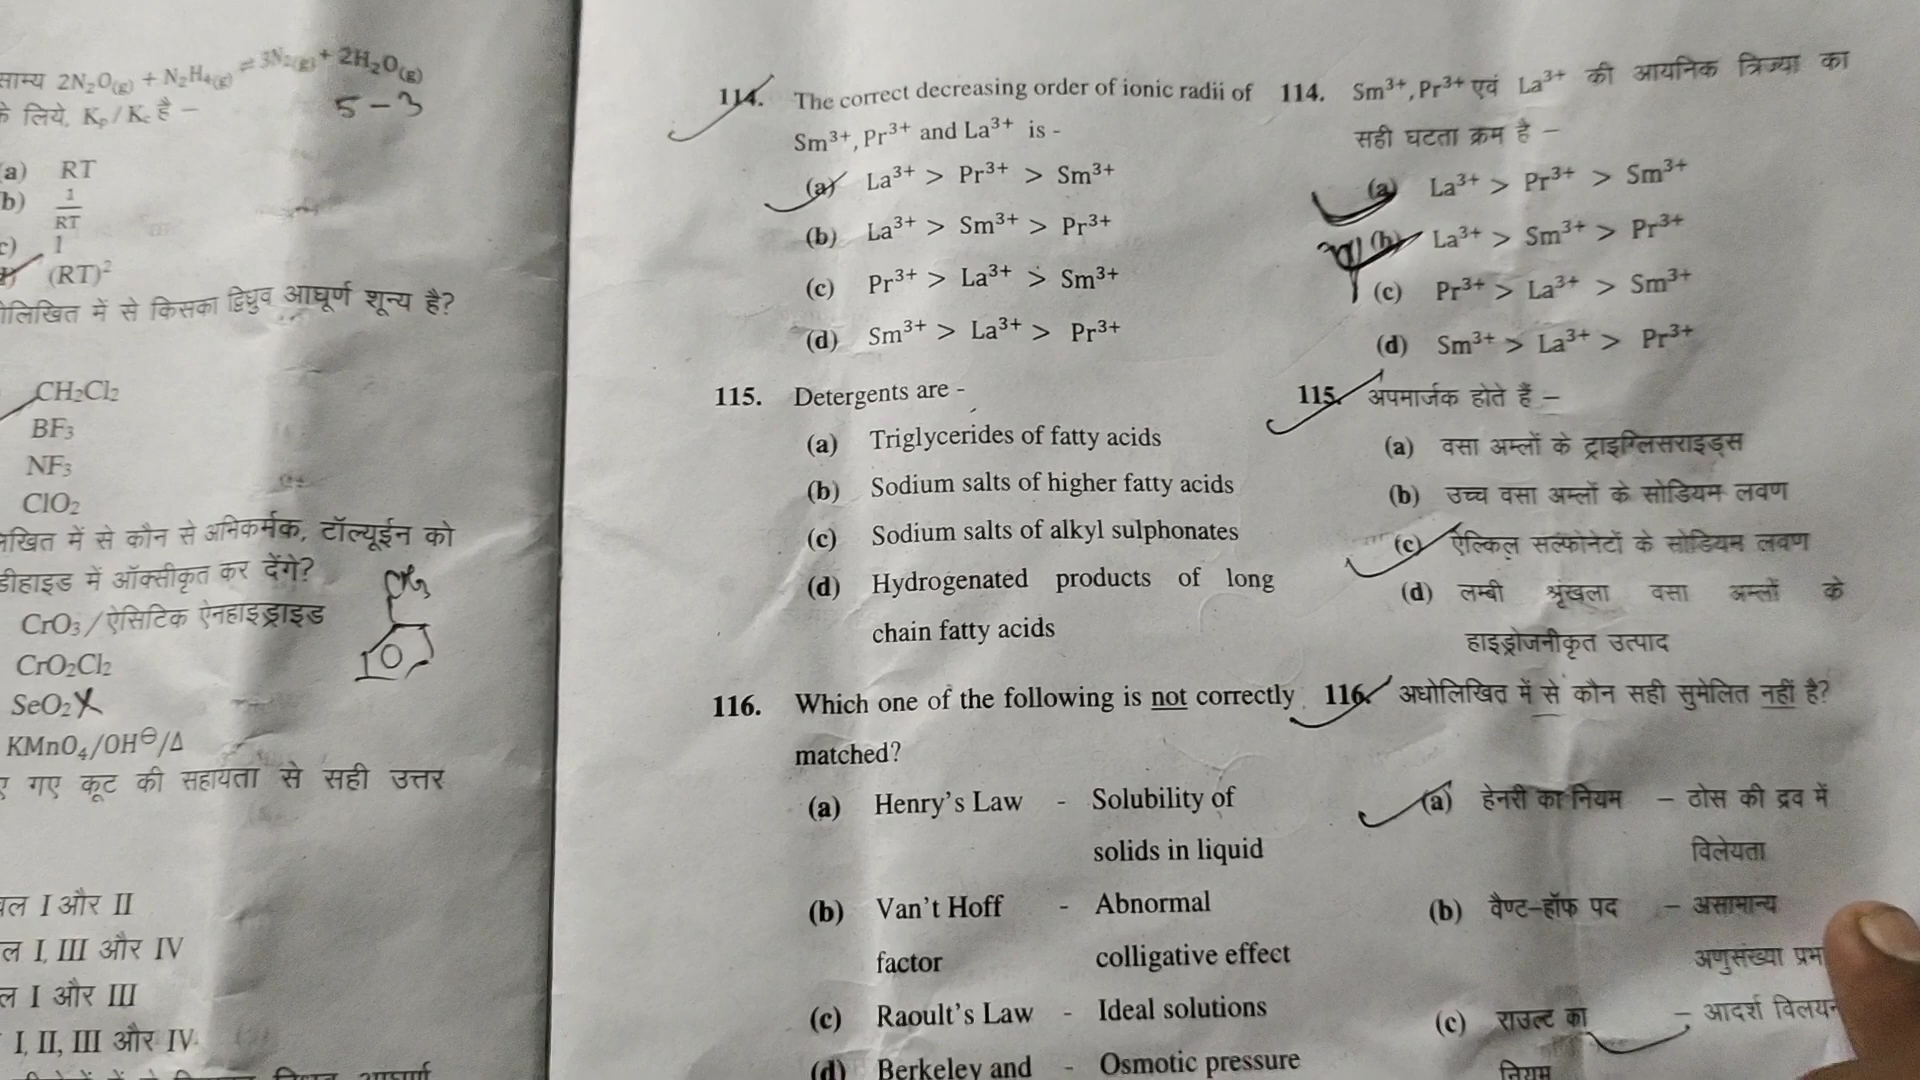 साम्य 2N₂O(g) + N₂H₄(g) ⇌ 3N₂(g) + 2H₂O(g)
के लिये, Kp/Kc है –
5 – 3
(a) RT
(b) 1/RT
(c) 1
(RT)²
में से किसका द्विध्रुव आघूर्ण शून्य है?
CH₂Cl₂
BF₃
NF₃
ClO₂
में से कौन से अभिकर्मक, टॉल्यूईन को
में ऑक्सीकृत कर देंगे?
CH₃
CrO₃/ऐसिटिक ऐनहाइड्राइड
CrO₂Cl₂
SeO₂
KMnO₄/OH⊖/Δ
गए कूट की सहायता से सही उत्तर
I और II
I, III और IV
I और III
I, II, III और IV
114. The correct decreasing order of ionic radii of
Sm³⁺, Pr³⁺ and La³⁺ is -
(a) La³⁺ > Pr³⁺ > Sm³⁺
(b) La³⁺ > Sm³⁺ > Pr³⁺
(c) Pr³⁺ > La³⁺ > Sm³⁺
(d) Sm³⁺ > La³⁺ > Pr³⁺
115. Detergents are -
(a) Triglycerides of fatty acids
(b) Sodium salts of higher fatty acids
(c) Sodium salts of alkyl sulphonates
(d) Hydrogenated products of long
chain fatty acids
116. Which one of the following is not correctly
matched?
(a) Henry's Law - Solubility of
solids in liquid
(b) Van't Hoff - Abnormal
factor colligative effect
(c) Raoult's Law - Ideal solutions
(d) Berkeley and - Osmotic pressure
114. Sm³⁺, Pr³⁺ एवं La³⁺ की आयनिक त्रिज्या का
सही घटता क्रम है –
(a) La³⁺ > Pr³⁺ > Sm³⁺
(b) La³⁺ > Sm³⁺ > Pr³⁺
(c) Pr³⁺ > La³⁺ > Sm³⁺
(d) Sm³⁺ > La³⁺ > Pr³⁺
115. अपमार्जक होते हैं –
(a) वसा अम्लों के ट्राइग्लिसराइड्स
(b) उच्च वसा अम्लों के सोडियम लवण
(c) ऐल्किल सल्फोनेटों के सोडियम लवण
(d) लम्बी श्रृंखला वसा अम्लों के
हाइड्रोजनीकृत उत्पाद
116. अधोलिखित में से कौन सही सुमेलित नहीं है?
(a) हेनरी का नियम – ठोस की द्रव में
विलेयता
(b) वैण्ट-हॉफ पद – असामान्य
अणुसंख्या
(c) राउल्ट का – आदर्श
नियम